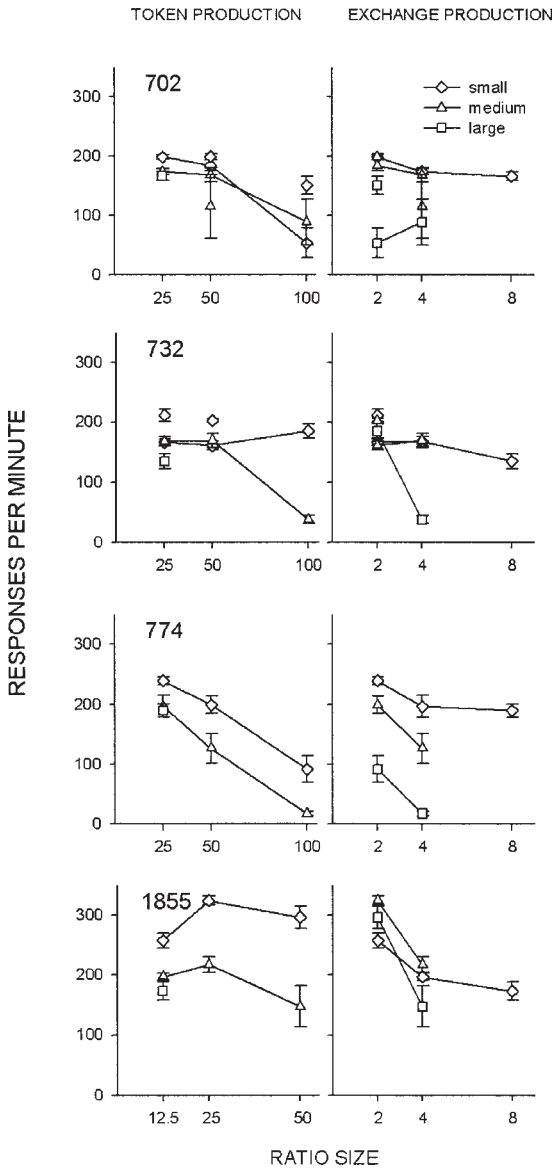 TOKEN PRODUCTION EXCHANGE PRODUCTION
702
small
medium
large
300
200
100
0
25 50 100
2 4 8
732
300
200
100
0
25 50 100
2 4 8
774
300
200
100
0
25 50 100
2 4 8
1855
300
200
100
0
12.5 25 50
2 4 8
RESPONSES PER MINUTE
RATIO SIZE